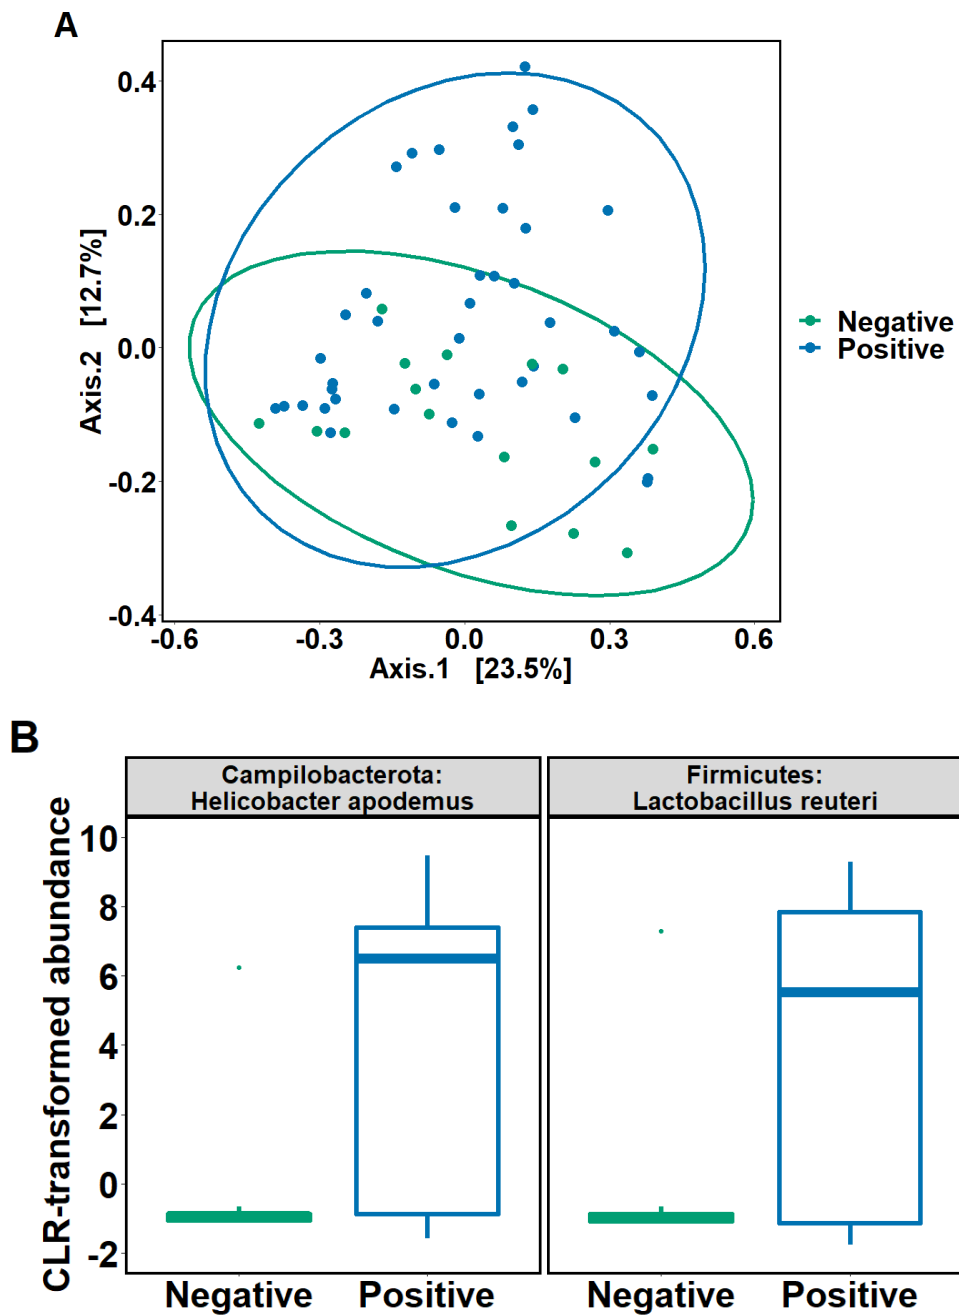 A
0.4
0.2
0.0
-0.2
-0.4
Axis.2 [12.7%]
-0.6 -0.3 0.0 0.3 0.6
Axis.1 [23.5%]
Negative
Positive
B
Campilobacterota:
Helicobacter apodemus
Firmicutes:
Lactobacillus reuteri
CLR-transformed abundance
10
8
6
4
2
0
-2
Negative Positive Negative Positive